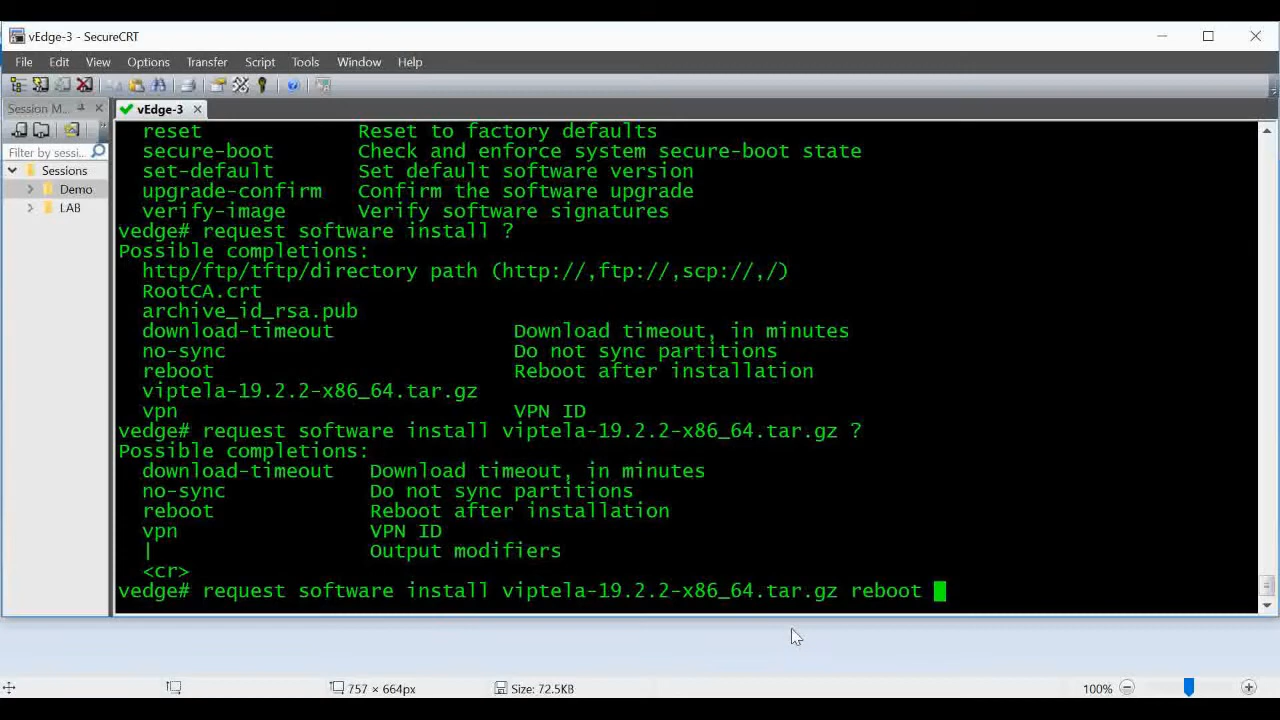 vEdge-3 - SecureCRT
File Edit View Options Transfer Script Tools Window Help
Session M...
vEdge-3
Filter by sessi...
Sessions
Demo
LAB
reset Reset to factory defaults
secure-boot Check and enforce system secure-boot state
set-default Set default software version
upgrade-confirm Confirm the software upgrade
verify-image Verify software signatures
vedge# request software install ?
Possible completions:
http/ftp/tftp/directory path (http://,ftp://,scp://,/)
RootCA.crt
archive_id_rsa.pub
download-timeout Download timeout, in minutes
no-sync Do not sync partitions
reboot Reboot after installation
viptela-19.2.2-x86_64.tar.gz
vpn VPN ID
vedge# request software install viptela-19.2.2-x86_64.tar.gz ?
Possible completions:
download-timeout Download timeout, in minutes
no-sync Do not sync partitions
reboot Reboot after installation
vpn VPN ID
| Output modifiers
<cr>
vedge# request software install viptela-19.2.2-x86_64.tar.gz reboot
757 × 664px Size: 72.5KB 100%